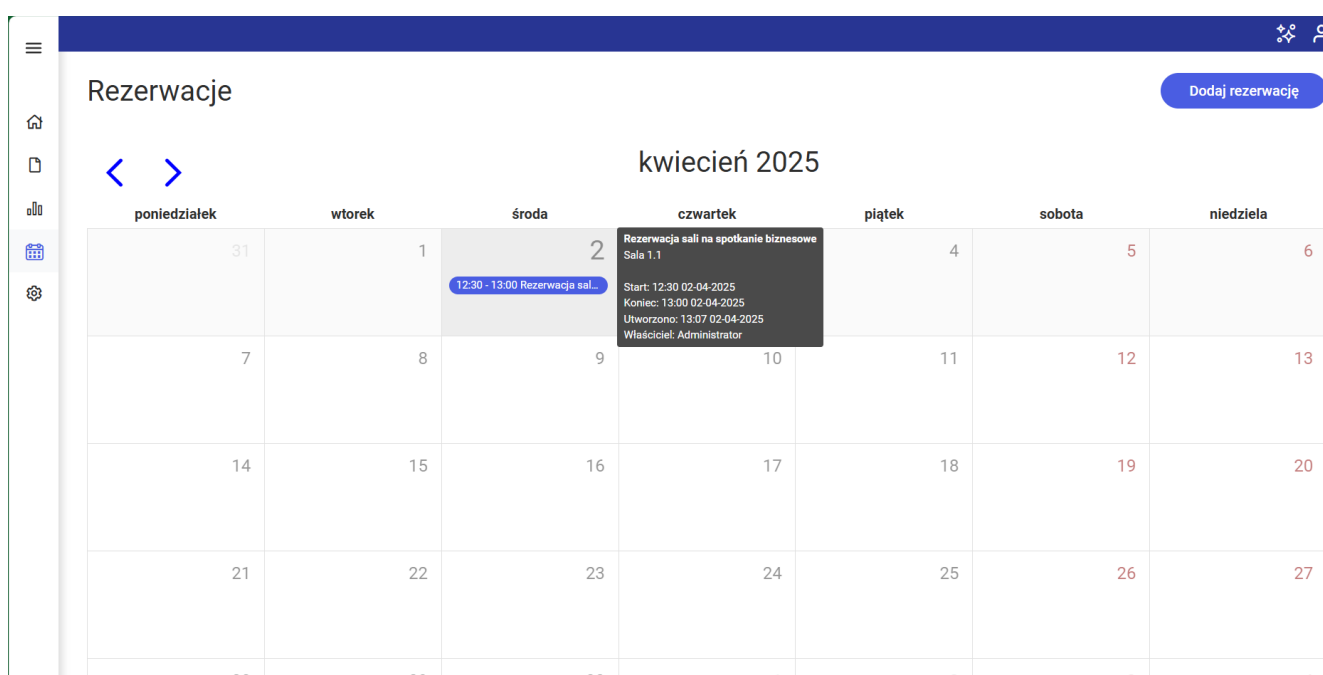 Rezerwacje
Dodaj rezerwację
kwiecień 2025
poniedziałek wtorek środa czwartek piątek sobota niedziela
31 1 2 4 5 6
12:30 - 13:00 Rezerwacja sal...
Rezerwacja sali na spotkanie biznesowe
Sala 1.1
Start: 12:30 02-04-2025
Koniec: 13:00 02-04-2025
Utworzono: 13:07 02-04-2025
Właściciel: Administrator
7 8 9 10 11 12 13
14 15 16 17 18 19 20
21 22 23 24 25 26 27